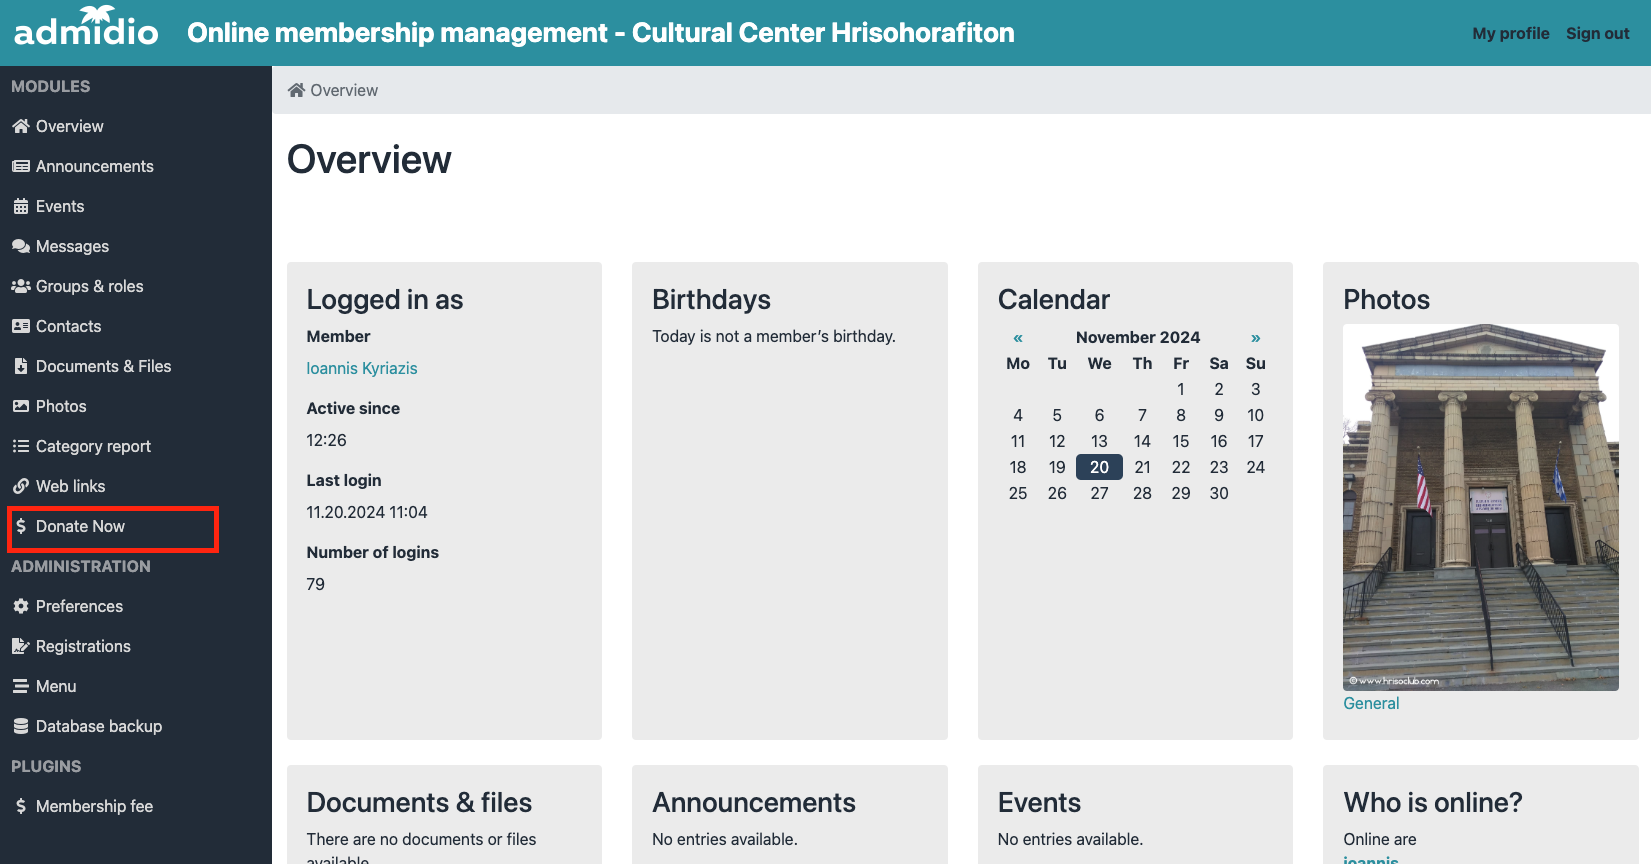 admidio
Online membership management - Cultural Center Hrisohorafiton
My profile Sign out
MODULES
Overview
Announcements
Events
Messages
Groups & roles
Contacts
Documents & Files
Photos
Category report
Web links
Donate Now
ADMINISTRATION
Preferences
Registrations
Menu
Database backup
PLUGINS
Membership fee
Overview
Overview
Logged in as
Member
Ioannis Kyriazis
Active since
12:26
Last login
11.20.2024 11:04
Number of logins
79
Birthdays
Today is not a member’s birthday.
Calendar
« November 2024 »
Mo Tu We Th Fr Sa Su
1 2 3
4 5 6 7 8 9 10
11 12 13 14 15 16 17
18 19 20 21 22 23 24
25 26 27 28 29 30
Photos
© www.hrisoclub.com
General
Documents & files
There are no documents or files
available.
Announcements
No entries available.
Events
No entries available.
Who is online?
Online are
ioannis